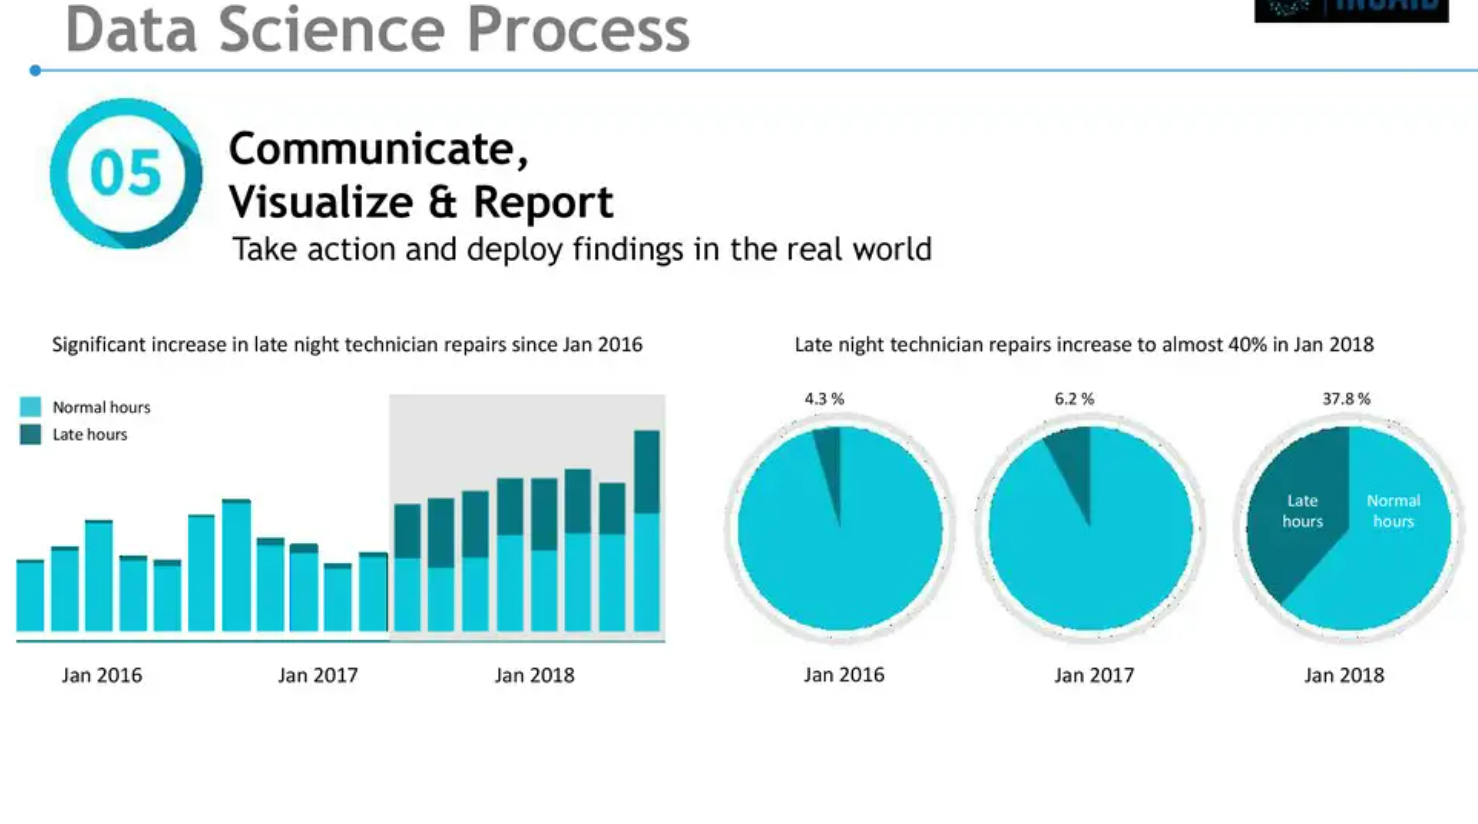 Data Science Process
05
Communicate,
Visualize & Report
Take action and deploy findings in the real world
Significant increase in late night technician repairs since Jan 2016
Normal hours
Late hours
Jan 2016
Jan 2017
Jan 2018
Late night technician repairs increase to almost 40% in Jan 2018
4.3 %
6.2 %
37.8 %
Late
hours
Normal
hours
Jan 2016
Jan 2017
Jan 2018